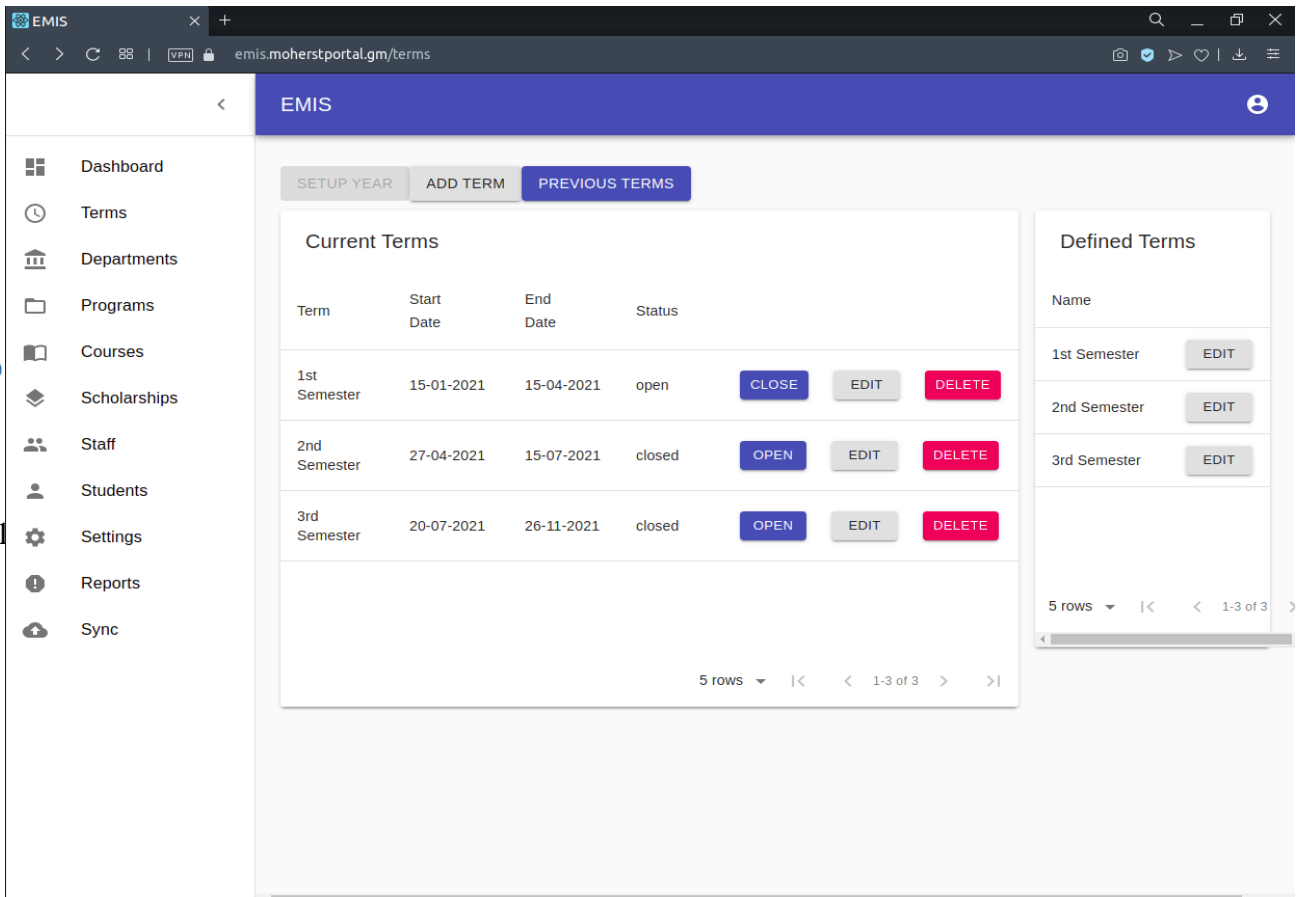 EMIS
VPN emis.moherstportal.gm/terms
EMIS
Dashboard
Terms
Departments
Programs
Courses
Scholarships
Staff
Students
Settings
Reports
Sync
SETUP YEAR ADD TERM PREVIOUS TERMS
Current Terms
Term Start Date End Date Status
1st Semester 15-01-2021 15-04-2021 open CLOSE EDIT DELETE
2nd Semester 27-04-2021 15-07-2021 closed OPEN EDIT DELETE
3rd Semester 20-07-2021 26-11-2021 closed OPEN EDIT DELETE
5 rows 1-3 of 3
Defined Terms
Name
1st Semester EDIT
2nd Semester EDIT
3rd Semester EDIT
5 rows 1-3 of 3